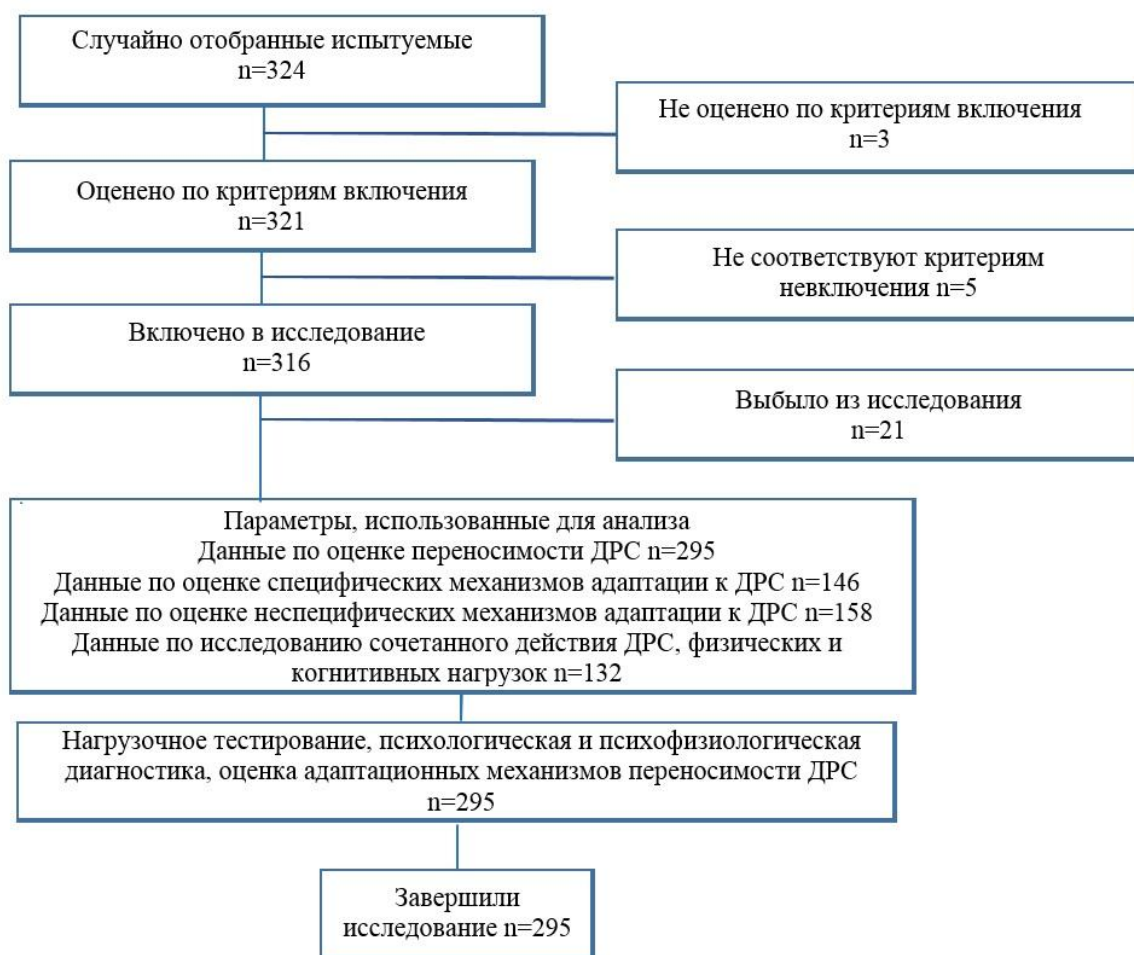 Случайно отобранные испытуемые
n=324
Не оценено по критериям включения
n=3
Оценено по критериям включения
n=321
Не соответствуют критериям
невключения n=5
Включено в исследование
n=316
Выбыло из исследования
n=21
Параметры, использованные для анализа
Данные по оценке переносимости ДРС n=295
Данные по оценке специфических механизмов адаптации к ДРС n=146
Данные по оценке неспецифических механизмов адаптации к ДРС n=158
Данные по исследованию сочетанного действия ДРС, физических и
когнитивных нагрузок n=132
Нагрузочное тестирование, психологическая и психофизиологическая
диагностика, оценка адаптационных механизмов переносимости ДРС
n=295
Завершили
исследование n=295